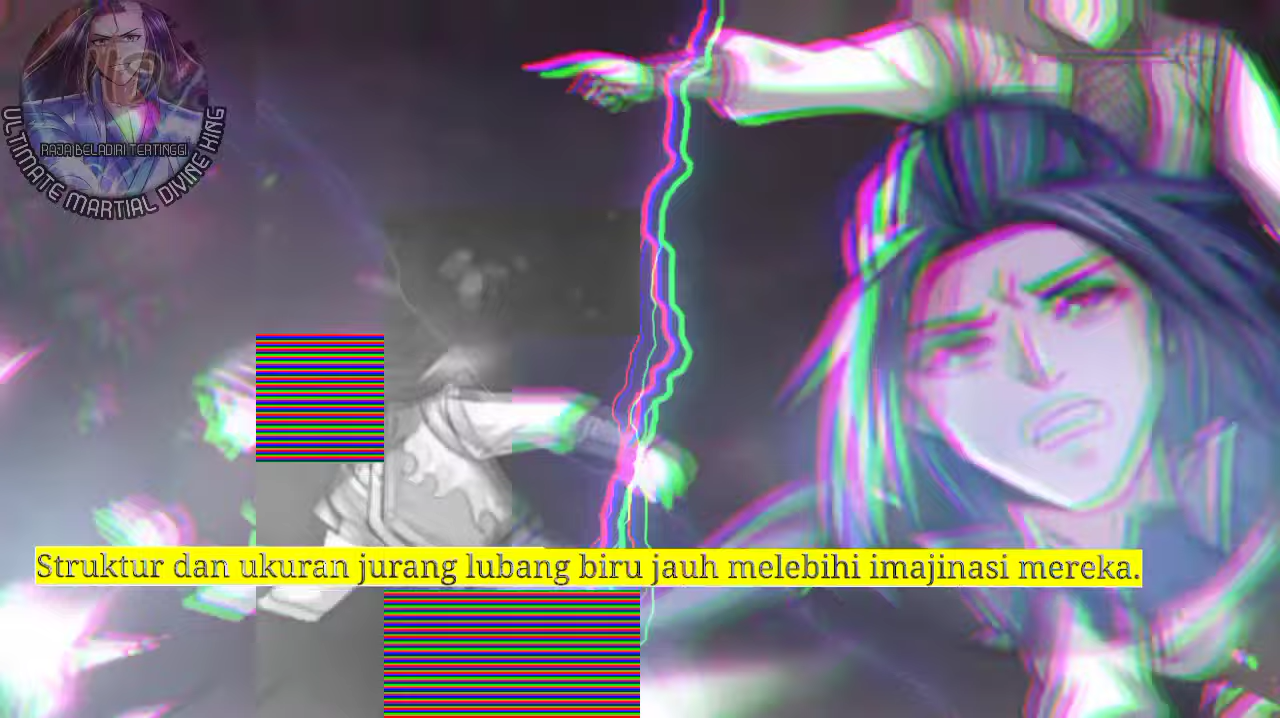 RAJA BELADIRI TERTINGGI
ULTIMATE MARTIAL DIVINE KING
Struktur dan ukuran jurang lubang biru jauh melebihi imajinasi mereka.